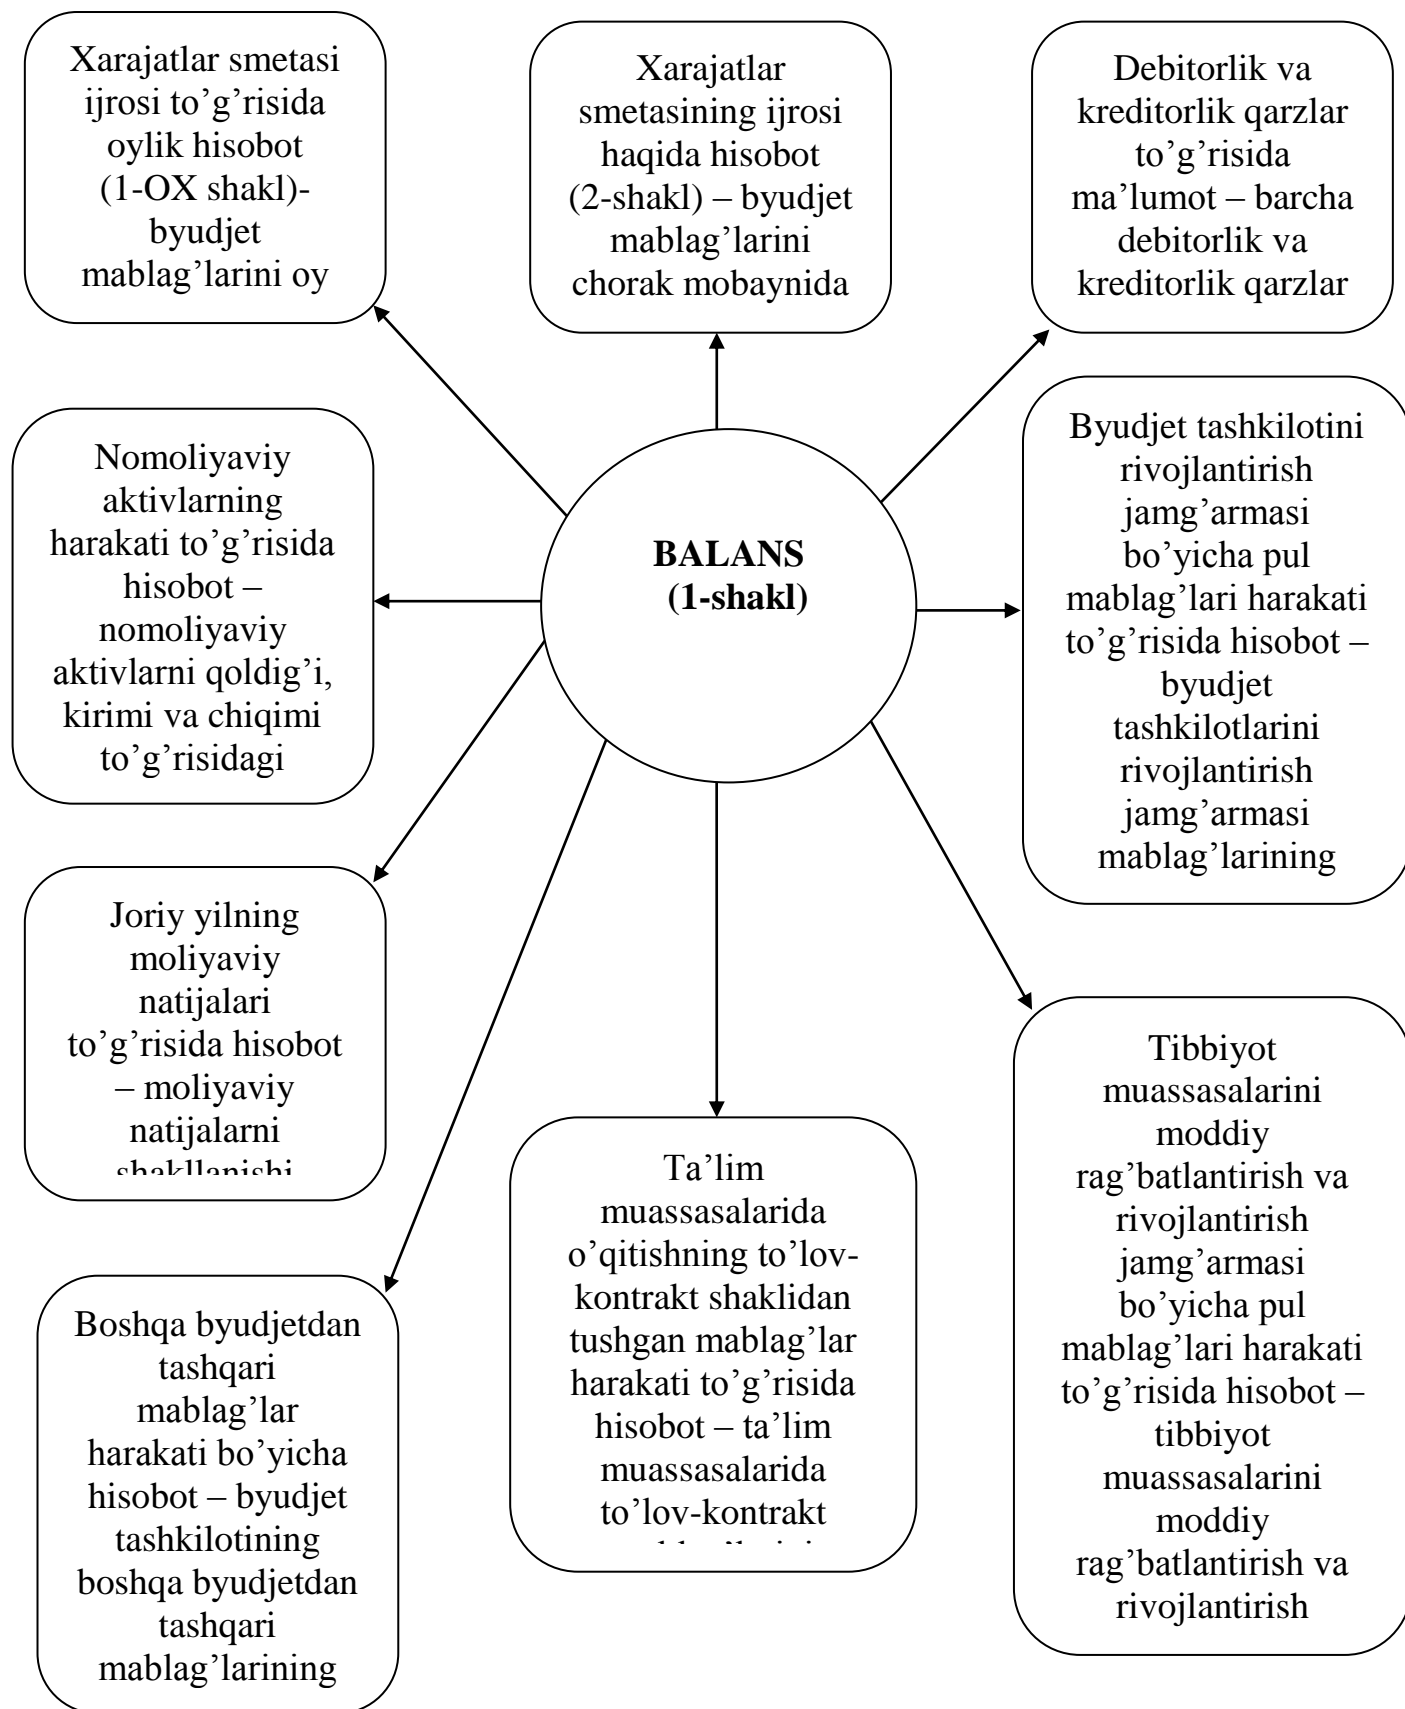 Xarajatlar smetasi
ijrosi to’g’risida
oylik hisobot
(1-OX shakl)-
byudjet
mablag’larini oy
Xarajatlar
smetasining ijrosi
haqida hisobot
(2-shakl) – byudjet
mablag’larini
chorak mobaynida
Debitorlik va
kreditorlik qarzlar
to’g’risida
ma’lumot – barcha
debitorlik va
kreditorlik qarzlar
Nomoliyaviy
aktivlarning
harakati to’g’risida
hisobot –
nomoliyaviy
aktivlarni qoldig’i,
kirimi va chiqimi
to’g’risidagi
BALANS
(1-shakl)
Byudjet tashkilotini
rivojlantirish
jamg’armasi
bo’yicha pul
mablag’lari harakati
to’g’risida hisobot –
byudjet
tashkilotlarini
rivojlantirish
jamg’armasi
mablag’larining
Joriy yilning
moliyaviy
natijalari
to’g’risida hisobot
– moliyaviy
natijalarni
shakllanishi
Tibbiyot
muassasalarini
moddiy
rag’batlantirish va
rivojlantirish
jamg’armasi
bo’yicha pul
mablag’lari harakati
to’g’risida hisobot –
tibbiyot
muassasalarini
moddiy
rag’batlantirish va
rivojlantirish
Ta’lim
muassasalarida
o’qitishning to’lov-
kontrakt shaklidan
tushgan mablag’lar
harakati to’g’risida
hisobot – ta’lim
muassasalarida
to’lov-kontrakt
Boshqa byudjetdan
tashqari
mablag’lar
harakati bo’yicha
hisobot – byudjet
tashkilotining
boshqa byudjetdan
tashqari
mablag’larining